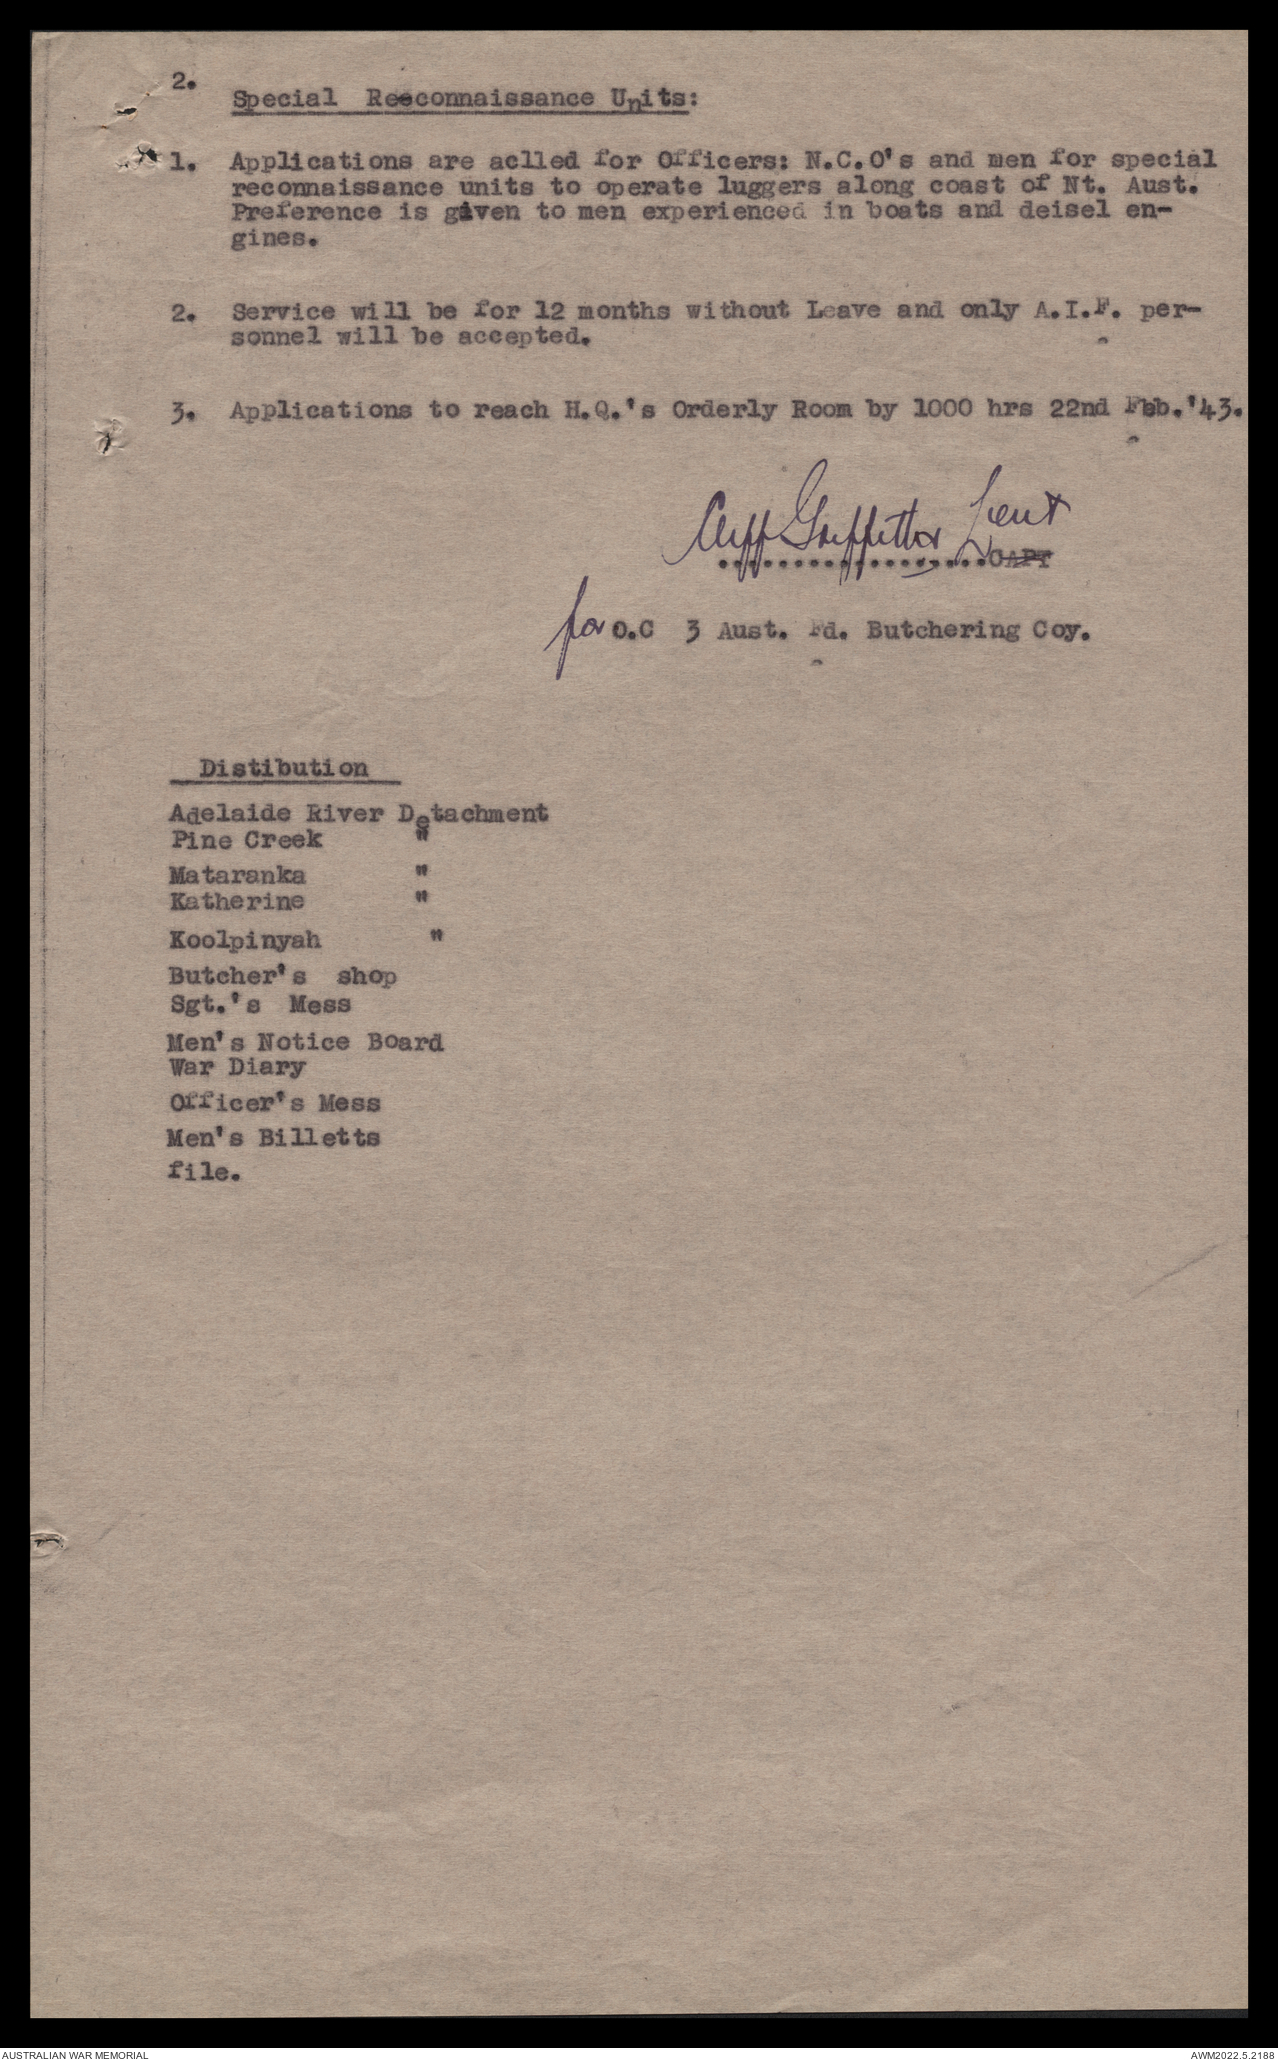 2.
Special Reeconnaissance Units:
1. Applications are aclled for Officers: N.C.O's and men for special
reconnaissance units to operate luggers along coast of Nt. Aust.
Preference is given to men experienced in boats and deisel en-
gines.
2. Service will be for 12 months without Leave and only A.I.F. per-
sonnel will be accepted.
3. Applications to reach H.Q.'s Orderly Room by 1000 hrs 22nd Feb.'43.
Cliff Griffiths Lieut
..................CAPT
for O.C 3 Aust. Fd. Butchering Coy.
Distibution
Adelaide River Detachment
Pine Creek "
Mataranka "
Katherine "
Koolpinyah "
Butcher's shop
Sgt.'s Mess
Men's Notice Board
War Diary
Officer's Mess
Men's Billetts
file.
AUSTRALIAN WAR MEMORIAL AWM2022.5.2188